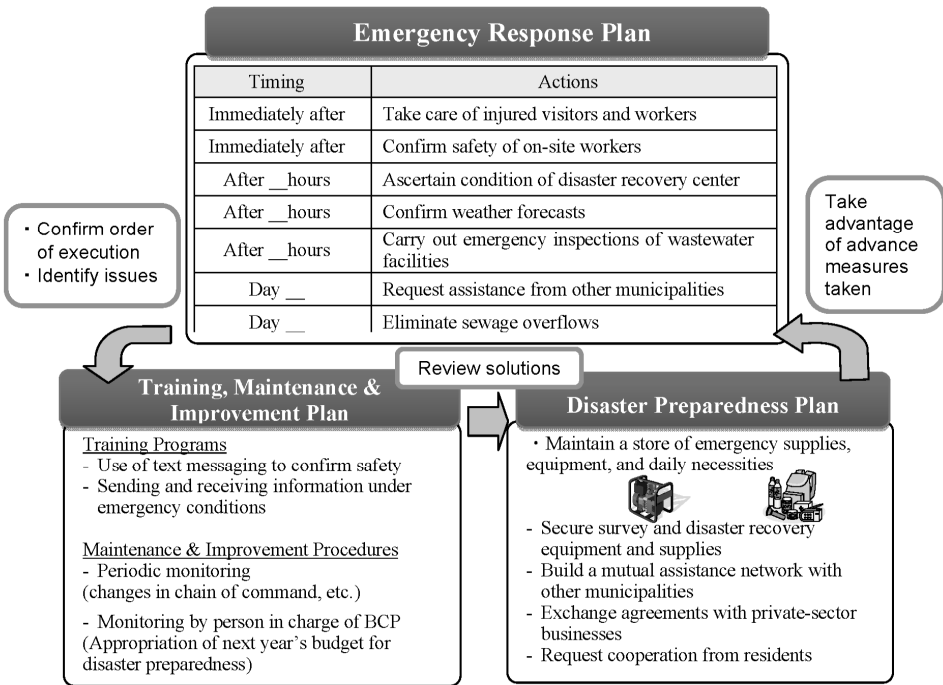 Emergency Response Plan
Timing Actions
Immediately after Take care of injured visitors and workers
Immediately after Confirm safety of on-site workers
After __hours Ascertain condition of disaster recovery center
After __hours Confirm weather forecasts
After __hours Carry out emergency inspections of wastewater
facilities
Day __ Request assistance from other municipalities
Day __ Eliminate sewage overflows
・Confirm order
of execution
・Identify issues
Take
advantage
of advance
measures
taken
Review solutions
Training, Maintenance &
Improvement Plan
Training Programs
- Use of text messaging to confirm safety
- Sending and receiving information under
emergency conditions
Maintenance & Improvement Procedures
- Periodic monitoring
(changes in chain of command, etc.)
- Monitoring by person in charge of BCP
(Appropriation of next year's budget for
disaster preparedness)
Disaster Preparedness Plan
・Maintain a store of emergency supplies,
equipment, and daily necessities
- Secure survey and disaster recovery
equipment and supplies
- Build a mutual assistance network with
other municipalities
- Exchange agreements with private-sector
businesses
- Request cooperation from residents